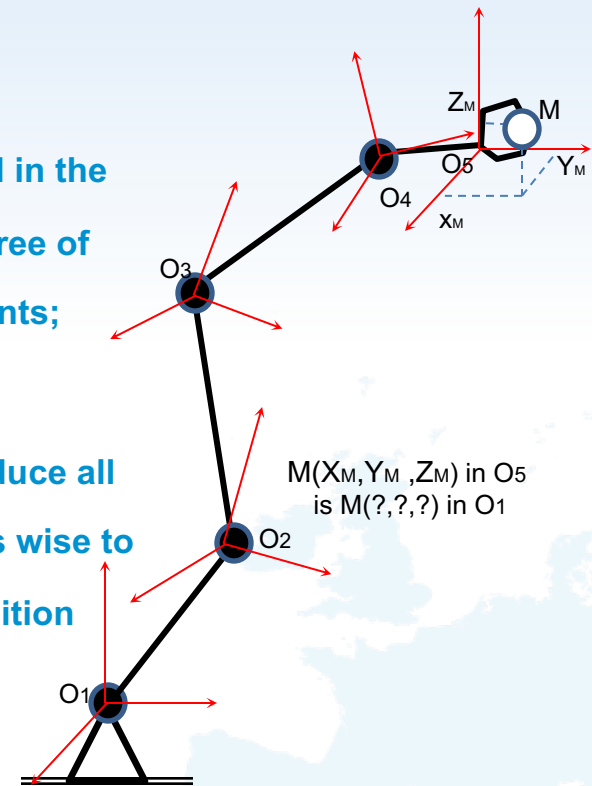 l in the
ree of
nts;
luce all
s wise to
ition
ZM
M
O5
YM
XM
O4
O3
M(XM,YM ,ZM) in O5
is M(?,?,?) in O1
O2
O1